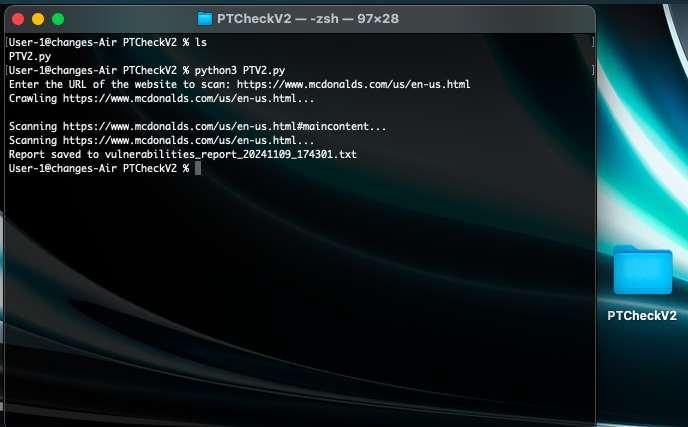 PTCheckV2 — -zsh — 97×28
[User-1@changes-Air PTCheckV2 % ls ]
PTV2.py
[User-1@changes-Air PTCheckV2 % python3 PTV2.py ]
Enter the URL of the website to scan: https://www.mcdonalds.com/us/en-us.html
Crawling https://www.mcdonalds.com/us/en-us.html...
Scanning https://www.mcdonalds.com/us/en-us.html#maincontent...
Scanning https://www.mcdonalds.com/us/en-us.html...
Report saved to vulnerabilities_report_20241109_174301.txt
User-1@changes-Air PTCheckV2 %
PTCheckV2